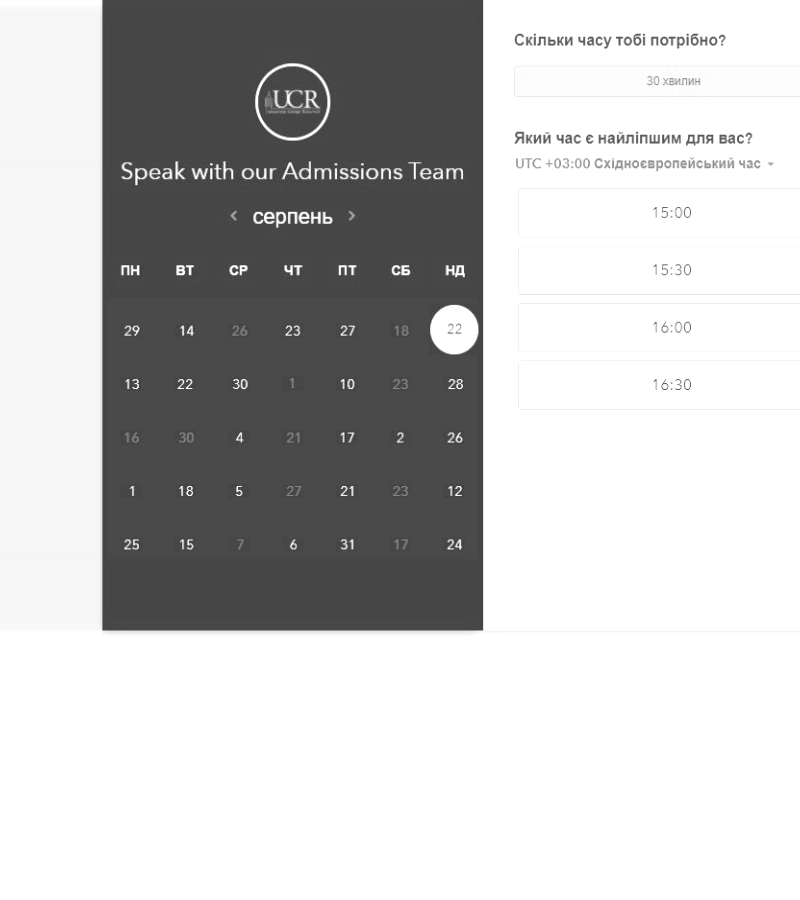 UCR
Speak with our Admissions Team
серпень
ПН ВТ СР ЧТ ПТ СБ НД
29 14 26 23 27 18 22
13 22 30 1 10 23 28
16 30 4 21 17 2 26
1 18 5 27 21 23 12
25 15 7 6 31 17 24
Скільки часу тобі потрібно?
30 хвилин
Який час є найліпшим для вас?
UTC +03:00 Східноєвропейський час
15:00
15:30
16:00
16:30